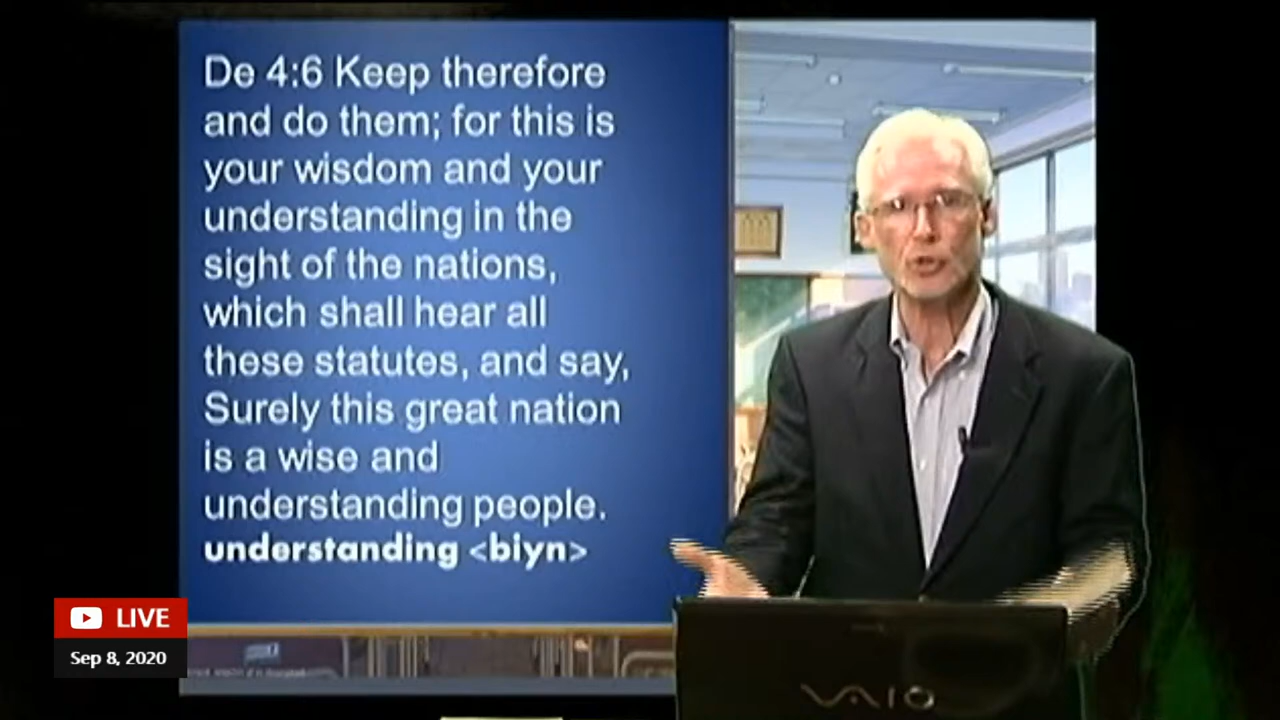 De 4:6 Keep therefore
and do them; for this is
your wisdom and your
understanding in the
sight of the nations,
which shall hear all
these statutes, and say,
Surely this great nation
is a wise and
understanding people.
understanding <biyn>
LIVE
Sep 8, 2020
VAIO